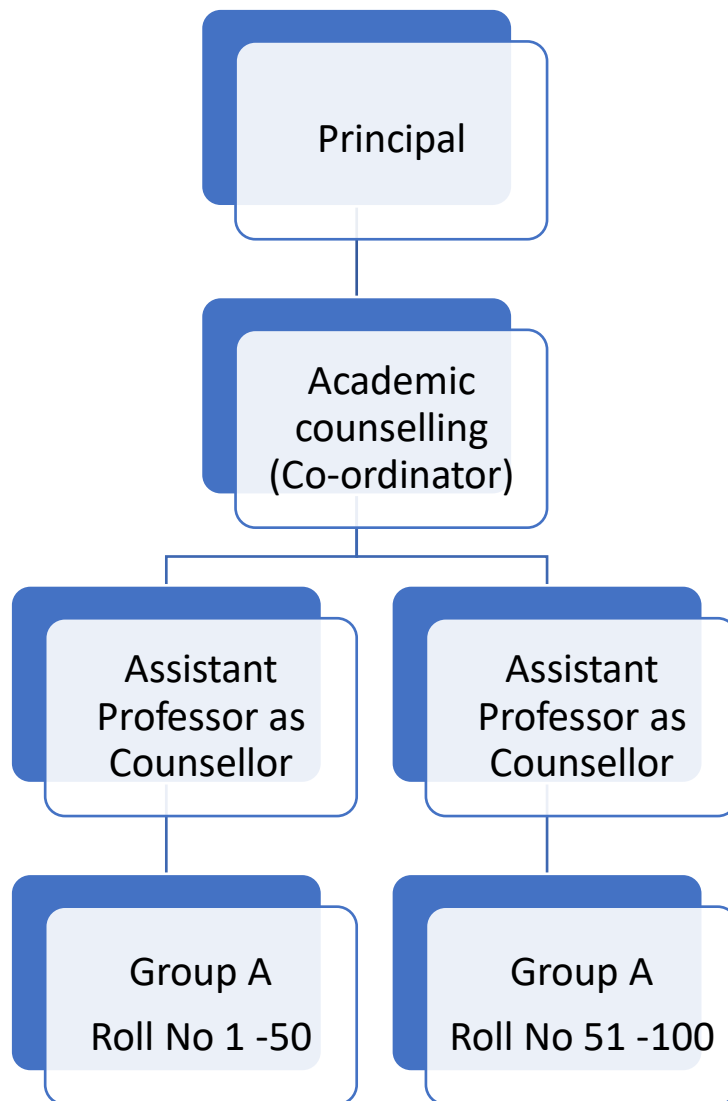 Principal
Academic
counselling
(Co-ordinator)
Assistant
Professor as
Counsellor
Assistant
Professor as
Counsellor
Group A
Roll No 1 -50
Group A
Roll No 51 -100